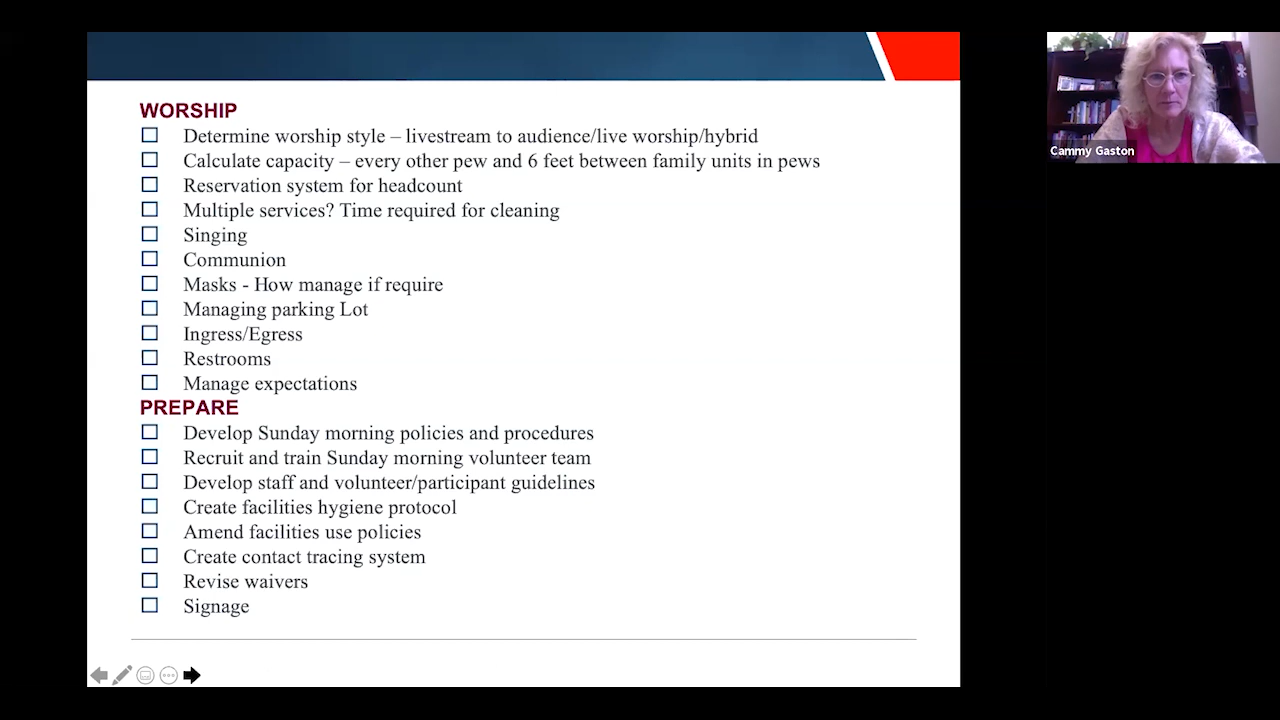 WORSHIP
Determine worship style – livestream to audience/live worship/hybrid
Calculate capacity – every other pew and 6 feet between family units in pews
Reservation system for headcount
Multiple services? Time required for cleaning
Singing
Communion
Masks - How manage if require
Managing parking Lot
Ingress/Egress
Restrooms
Manage expectations
PREPARE
Develop Sunday morning policies and procedures
Recruit and train Sunday morning volunteer team
Develop staff and volunteer/participant guidelines
Create facilities hygiene protocol
Amend facilities use policies
Create contact tracing system
Revise waivers
Signage
Cammy Gaston